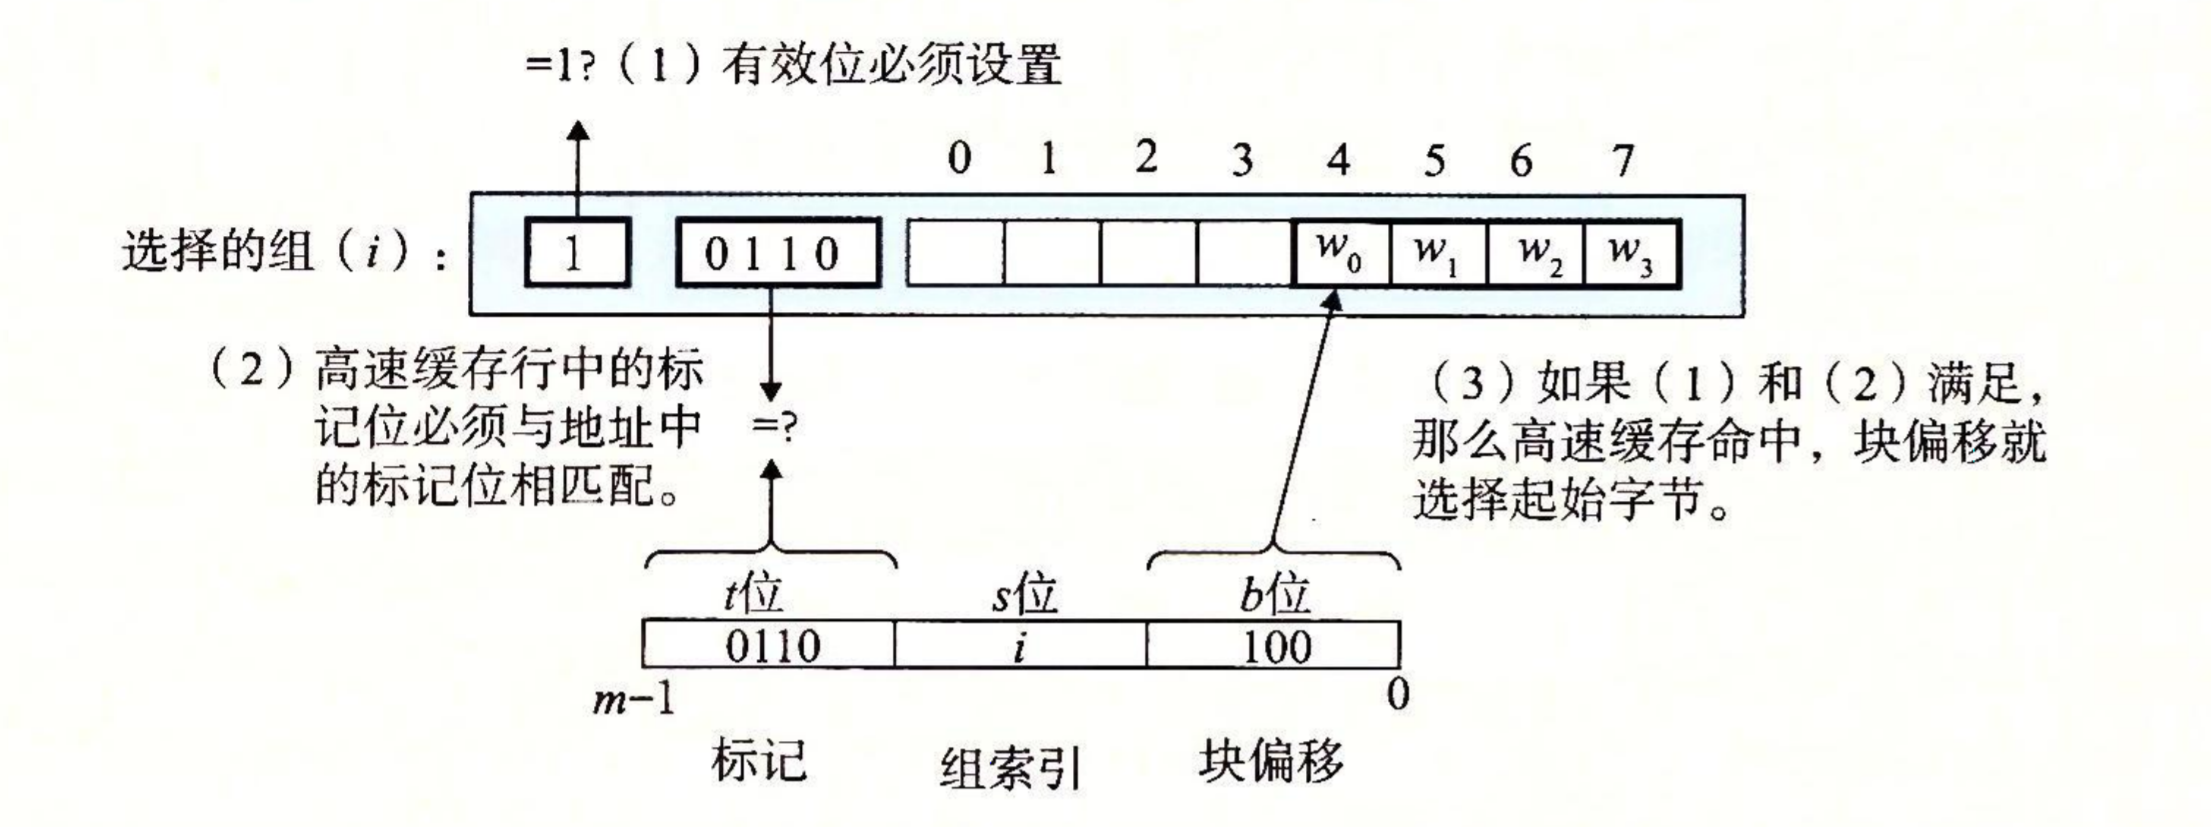 =1?（1）有效位必须设置
0 1 2 3 4 5 6 7
选择的组（i）： 1 0110 w₀ w₁ w₂ w₃
（2）高速缓存行中的标
记位必须与地址中
的标记位相匹配。
=?
（3）如果（1）和（2）满足，
那么高速缓存命中，块偏移就
选择起始字节。
t位 s位 b位
0110 i 100
m−1 0
标记 组索引 块偏移